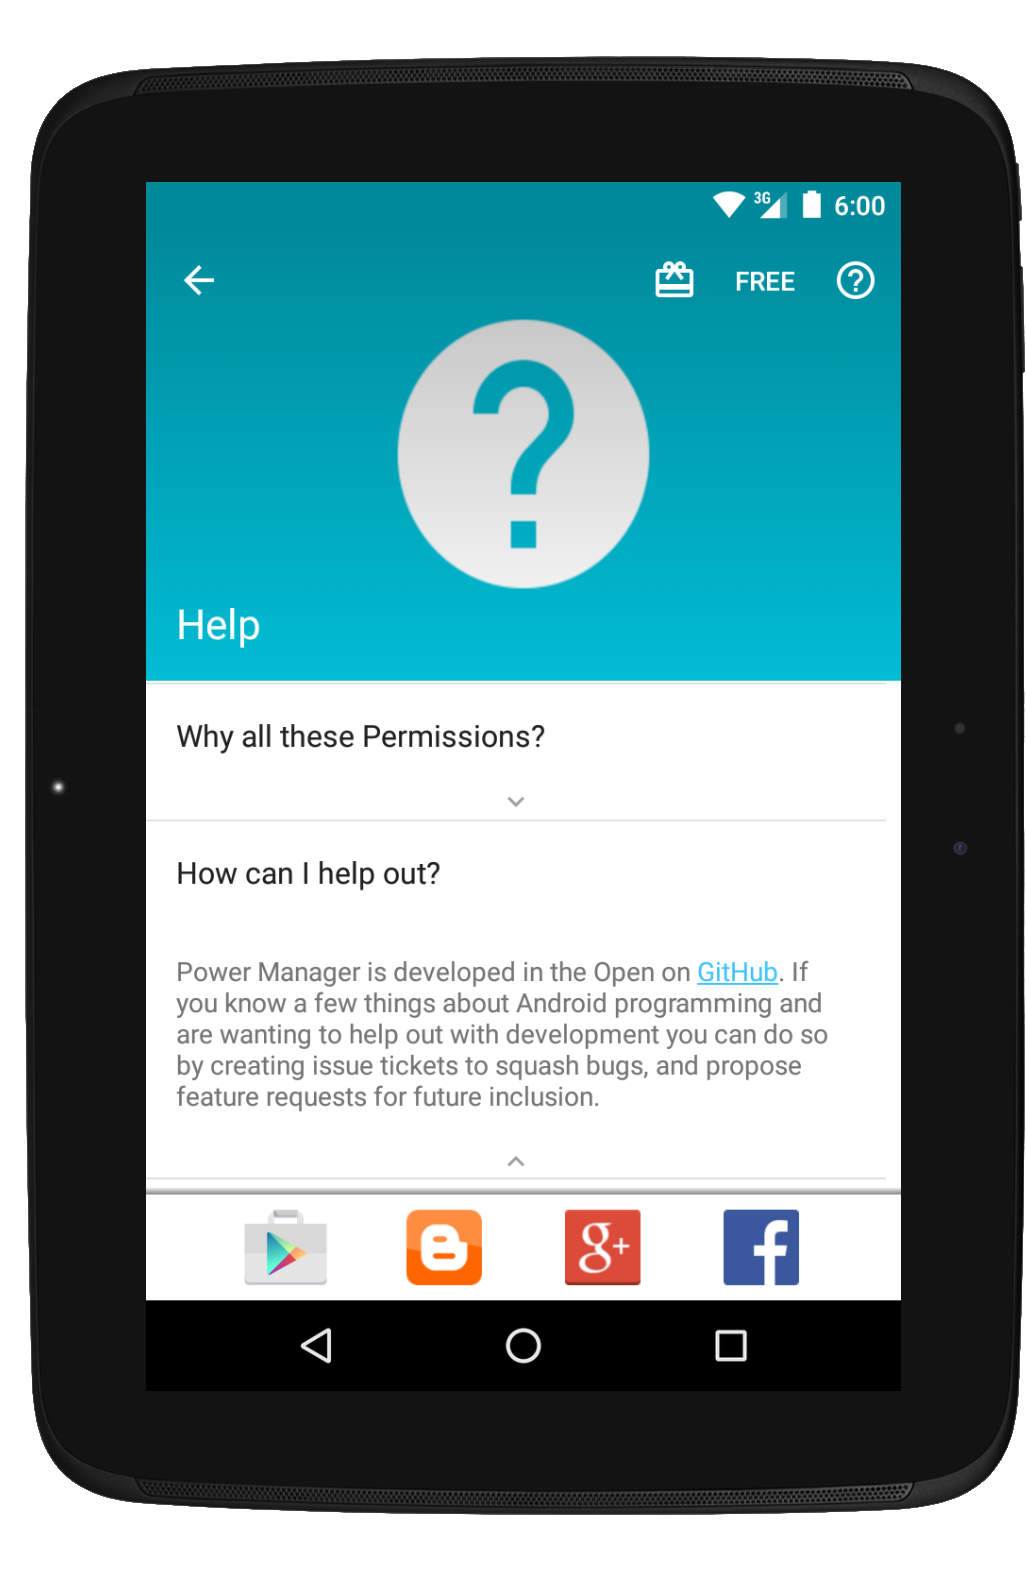 3G 6:00
FREE
Help
Why all these Permissions?
How can I help out?
Power Manager is developed in the Open on GitHub. If
you know a few things about Android programming and
are wanting to help out with development you can do so
by creating issue tickets to squash bugs, and propose
feature requests for future inclusion.
g+ f